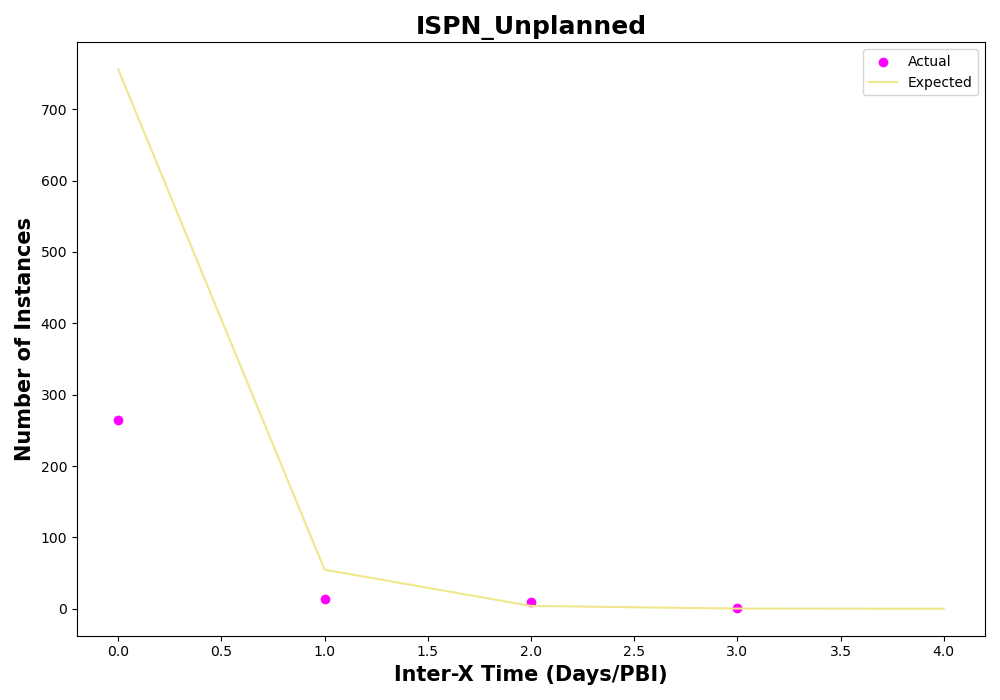 ISPN_Unplanned
Actual
Expected
Number of Instances
700
600
500
400
300
200
100
0
0.0 0.5 1.0 1.5 2.0 2.5 3.0 3.5 4.0
Inter-X Time (Days/PBI)